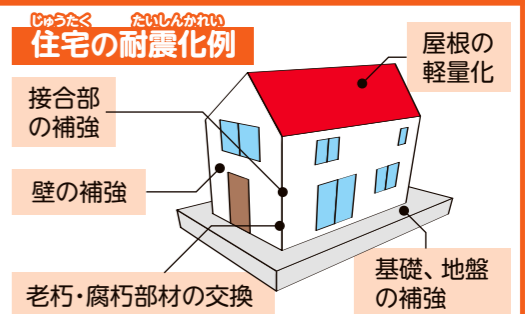 じゅうたく たいしんかれい
住宅の耐震化例
屋根の
軽量化
接合部
の補強
壁の補強
老朽・腐朽部材の交換
基礎、地盤
の補強